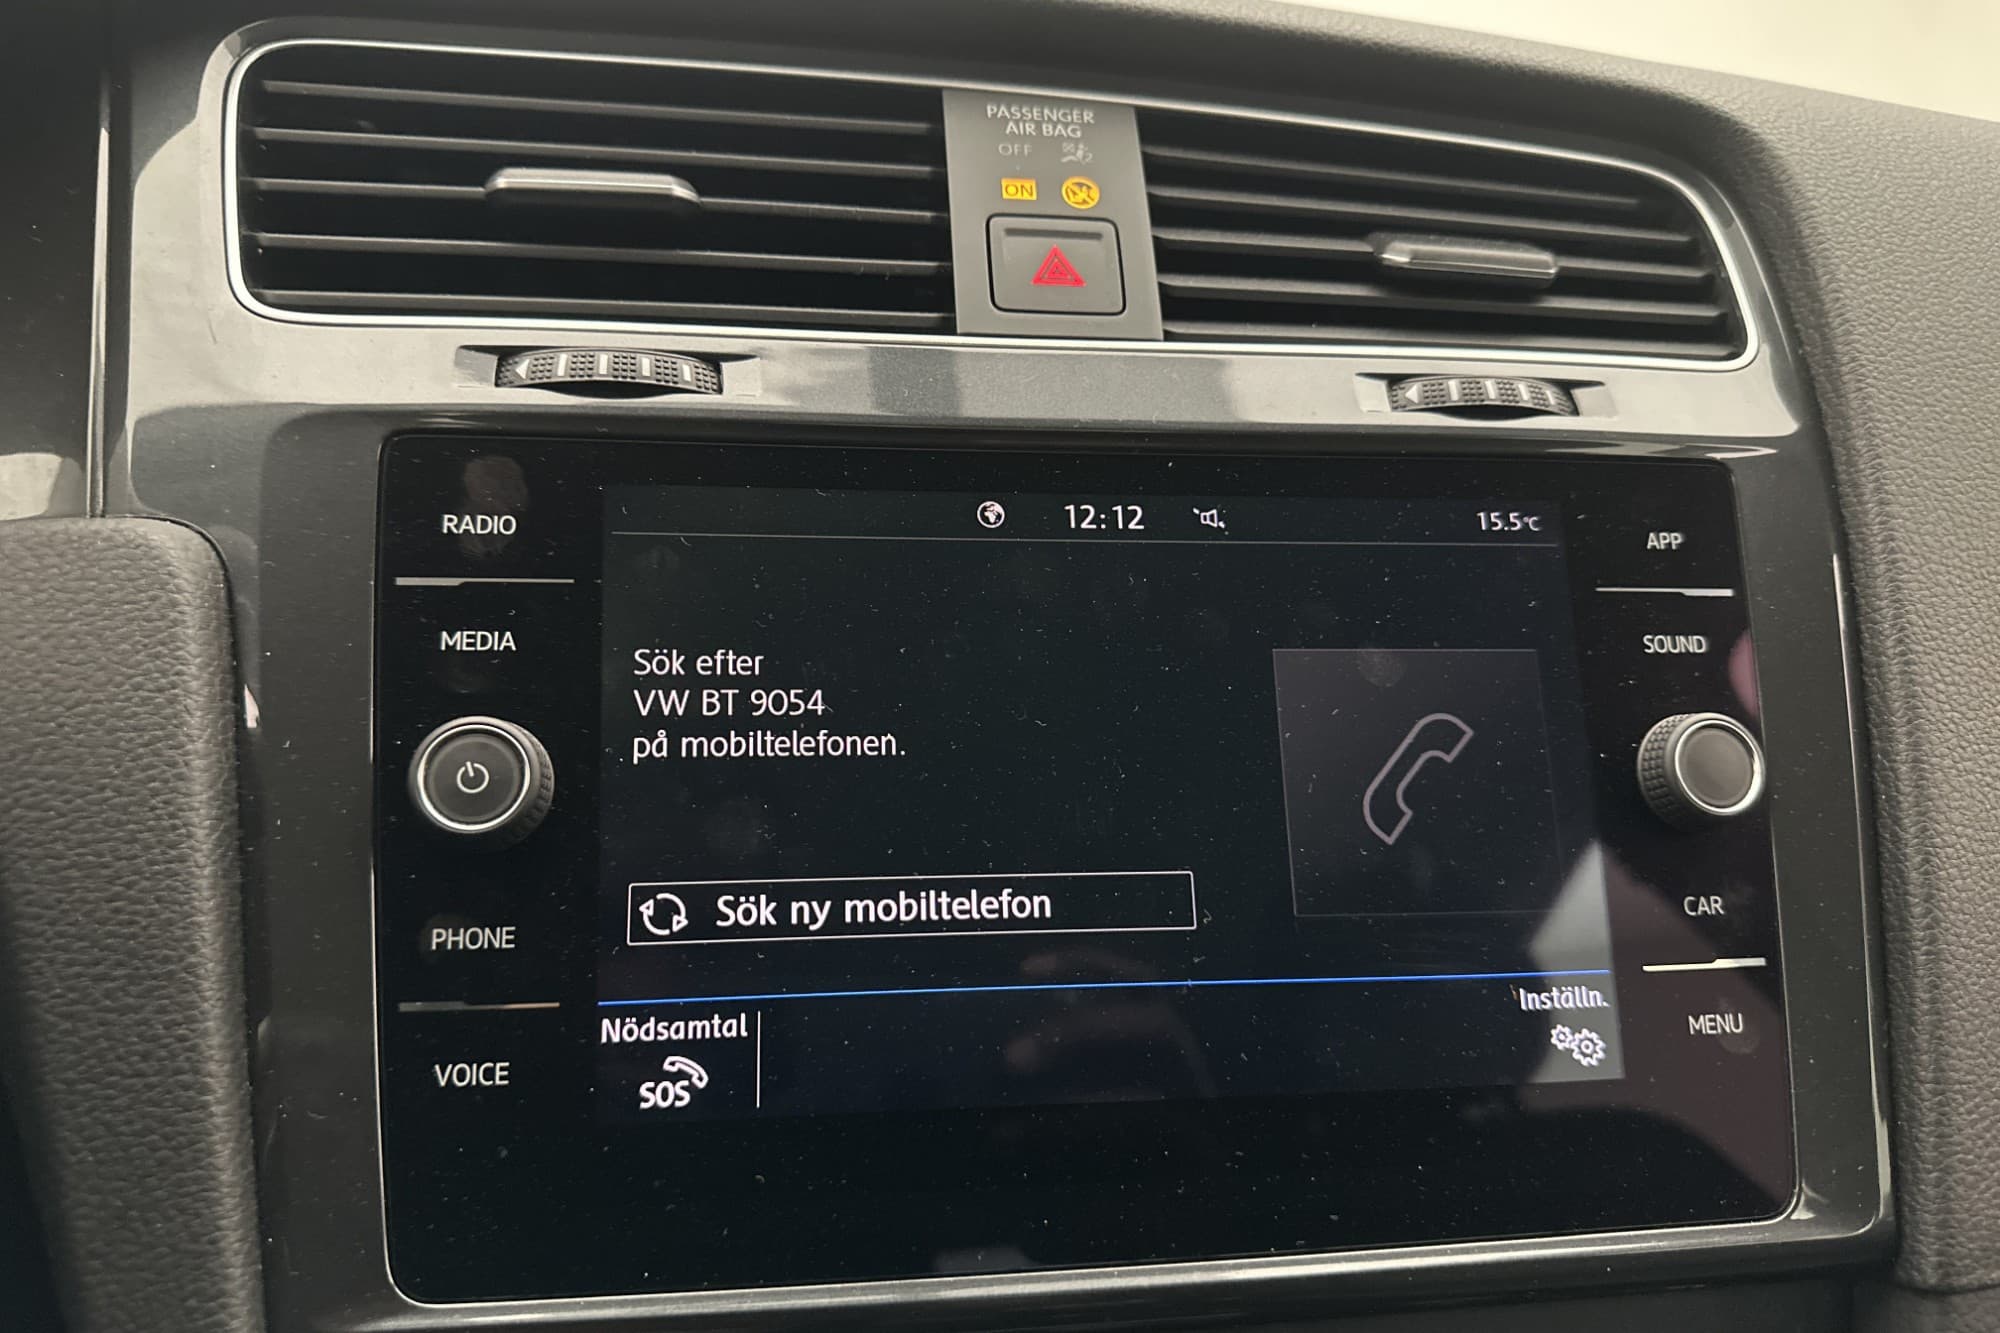 PASSENGER
AIR BAG
OFF
ON
RADIO
MEDIA
PHONE
VOICE
12:12
15.5°C
Sök efter
VW BT 9054
på mobiltelefonen.
Sök ny mobiltelefon
Nödsamtal
SOS
Inställn.
APP
SOUND
CAR
MENU